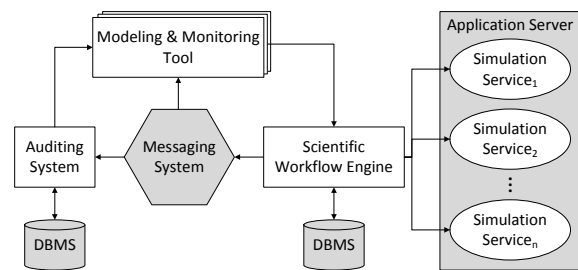 Modeling & Monitoring
Tool
Application Server
Simulation
Service1
Auditing
System
Messaging
System
Scientific
Workflow Engine
Simulation
Service2
...
Simulation
Servicen
DBMS
DBMS